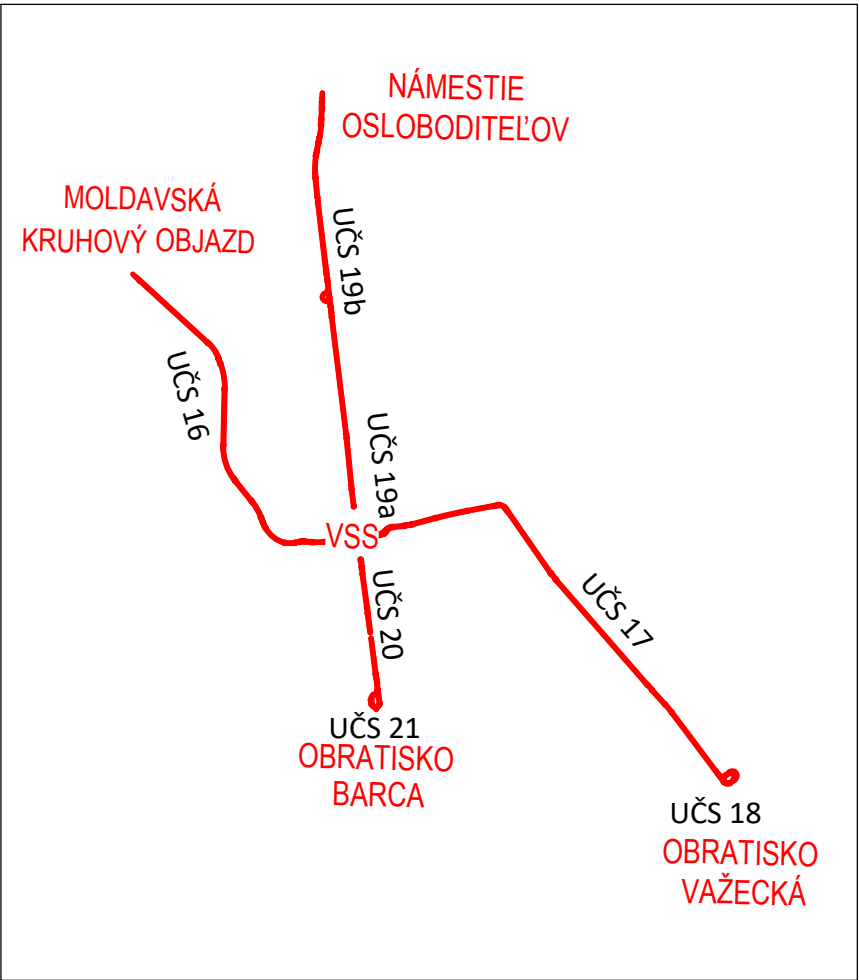 NÁMESTIE
OSLOBODITEĽOV
MOLDAVSKÁ
KRUHOVÝ OBJAZD
UČS 19b
UČS 16
UČS 19a
VSS
UČS 20
UČS 17
UČS 21
OBRATISKO
BARCA
UČS 18
OBRATISKO
VAŽECKÁ